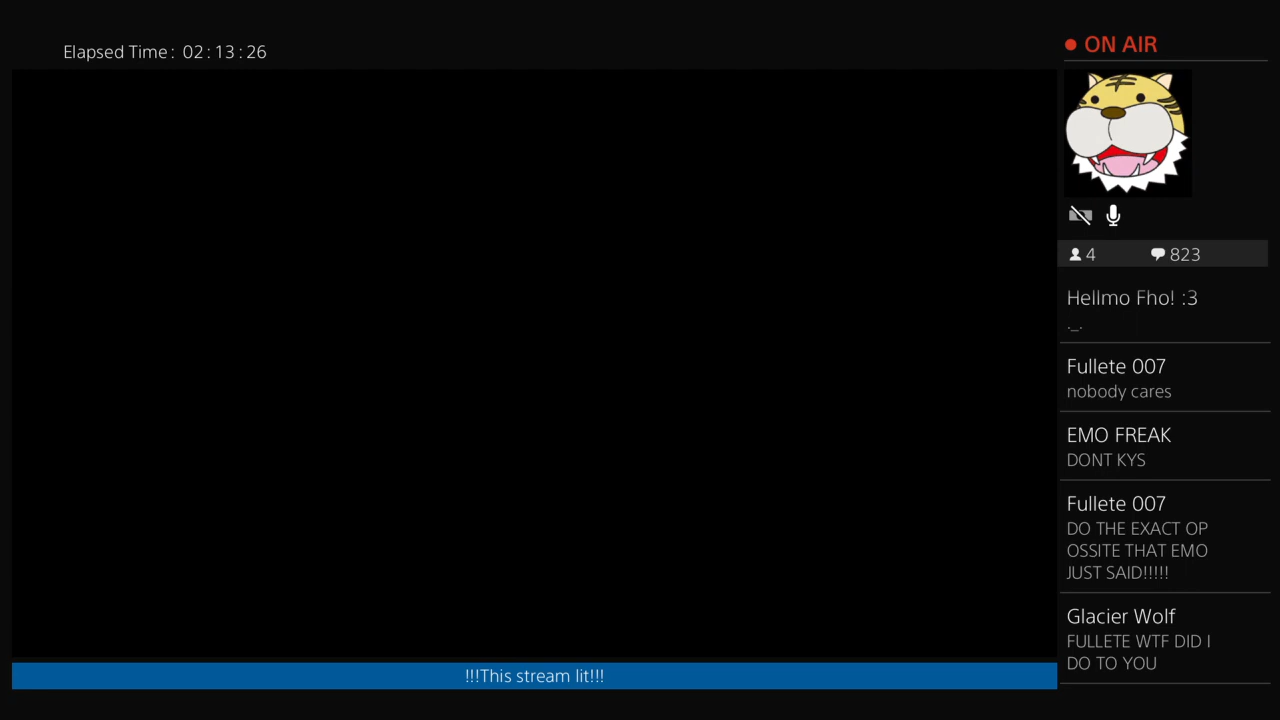 Elapsed Time: 02:13:26
ON AIR
4 823
Hellmo Fho! :3
._.
Fullete 007
nobody cares
EMO FREAK
DONT KYS
Fullete 007
DO THE EXACT OP
OSSITE THAT EMO
JUST SAID!!!!!
Glacier Wolf
FULLETE WTF DID I
DO TO YOU
!!!This stream lit!!!